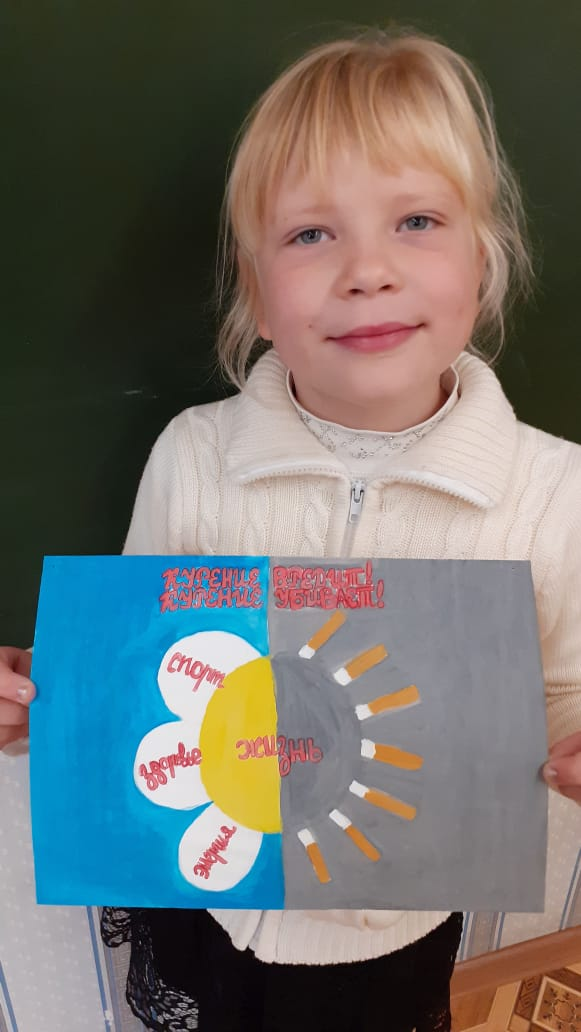 КУРЕНИЕ ВРЕДИТ!
КУРЕНИЕ УБИВАЕТ!
спорт
здоровье
жизнь
энергия